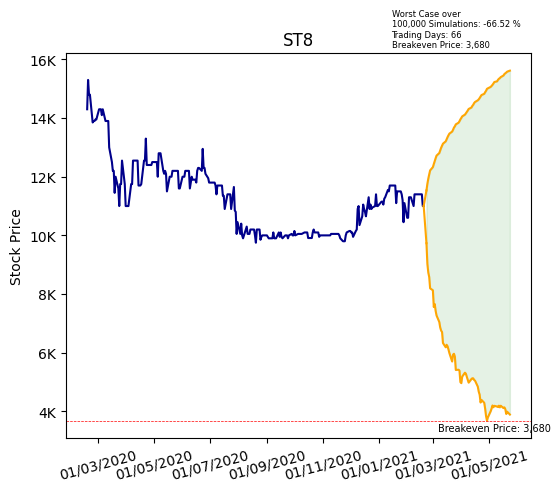 Worst Case over
100,000 Simulations: -66.52 %
Trading Days: 66
Breakeven Price: 3,680
ST8
16K
14K
12K
10K
8K
6K
4K
Stock Price
Breakeven Price: 3,680
01/03/2020
01/05/2020
01/07/2020
01/09/2020
01/11/2020
01/01/2021
01/03/2021
01/05/2021